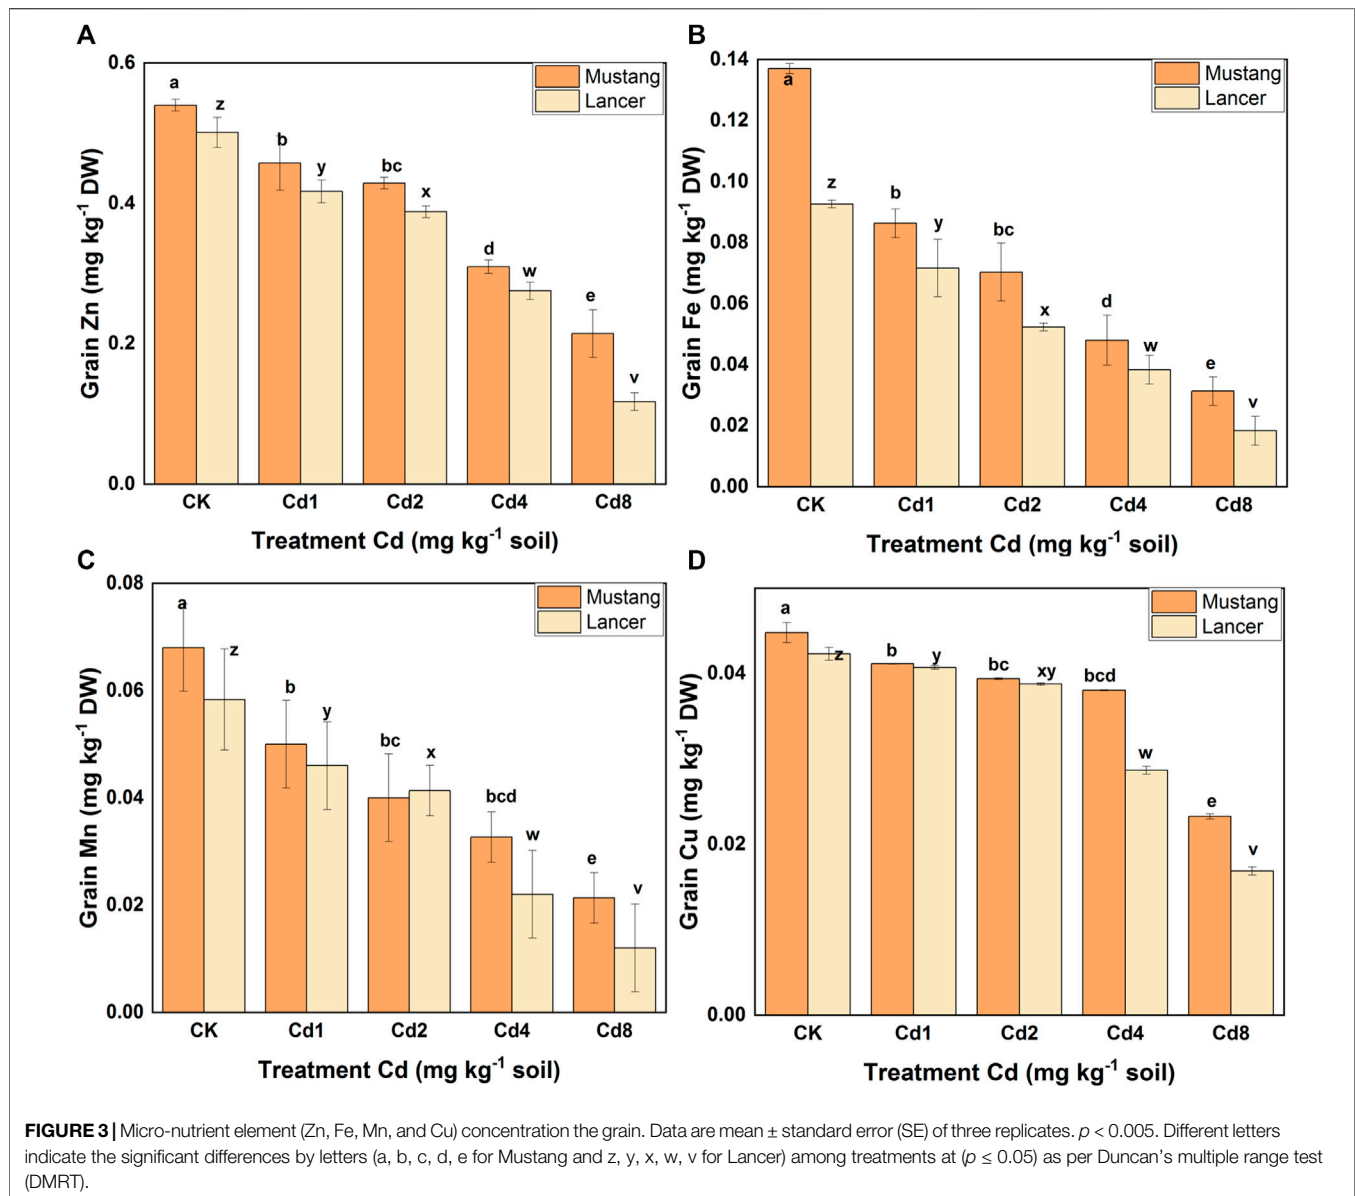 A
0.6
0.4
0.2
0.0
Grain Zn (mg kg⁻¹ DW)
Mustang
Lancer
a
z
b
y
bc
x
d
w
e
v
CK Cd1 Cd2 Cd4 Cd8
Treatment Cd (mg kg⁻¹ soil)
B
0.14
0.12
0.10
0.08
0.06
0.04
0.02
0.00
Grain Fe (mg kg⁻¹ DW)
Mustang
Lancer
a
z
b
y
bc
x
d
w
e
v
CK Cd1 Cd2 Cd4 Cd8
Treatment Cd (mg kg⁻¹ soil)
C
0.08
0.06
0.04
0.02
0.00
Grain Mn (mg kg⁻¹ DW)
Mustang
Lancer
a
z
b
y
bc
x
bcd
w
e
v
CK Cd1 Cd2 Cd4 Cd8
Treatment Cd (mg kg⁻¹ soil)
D
0.04
0.02
0.00
Grain Cu (mg kg⁻¹ DW)
Mustang
Lancer
a
z
b
y
bc
xy
bcd
w
e
v
CK Cd1 Cd2 Cd4 Cd8
Treatment Cd (mg kg⁻¹ soil)
FIGURE 3 | Micro-nutrient element (Zn, Fe, Mn, and Cu) concentration the grain. Data are mean ± standard error (SE) of three replicates. p < 0.005. Different letters
indicate the significant differences by letters (a, b, c, d, e for Mustang and z, y, x, w, v for Lancer) among treatments at (p ≤ 0.05) as per Duncan's multiple range test
(DMRT).